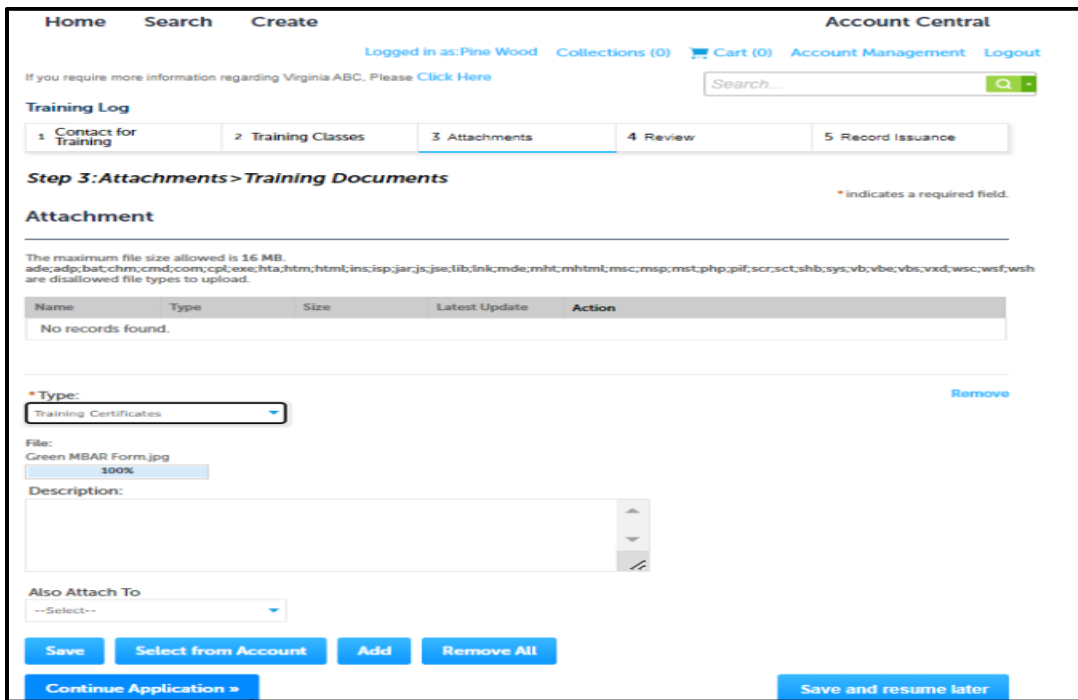 Home Search Create Account Central
Logged in as:Pine Wood Collections (0) Cart (0) Account Management Logout
If you require more information regarding Virginia ABC, Please Click Here
Search...
Training Log
1 Contact for Training 2 Training Classes 3 Attachments 4 Review 5 Record Issuance
Step 3:Attachments>Training Documents
*indicates a required field.
Attachment
The maximum file size allowed is 16 MB.
ade;adp;bat;chm;cmd;com;cpl;exe;hta;htm;html;ins;isp;jar;js;jse;lib;lnk;mde;mht;mhtml;msc;msp;mst;php;pif;scr;sct;shb;sys;vb;vbe;vbs;vxd;wsc;wsf;wsh
are disallowed file types to upload.
Name Type Size Latest Update Action
No records found.
*Type: Remove
Training Certificates
File:
Green MBAR Form.jpg
100%
Description:
Also Attach To
--Select--
Save Select from Account Add Remove All
Continue Application » Save and resume later